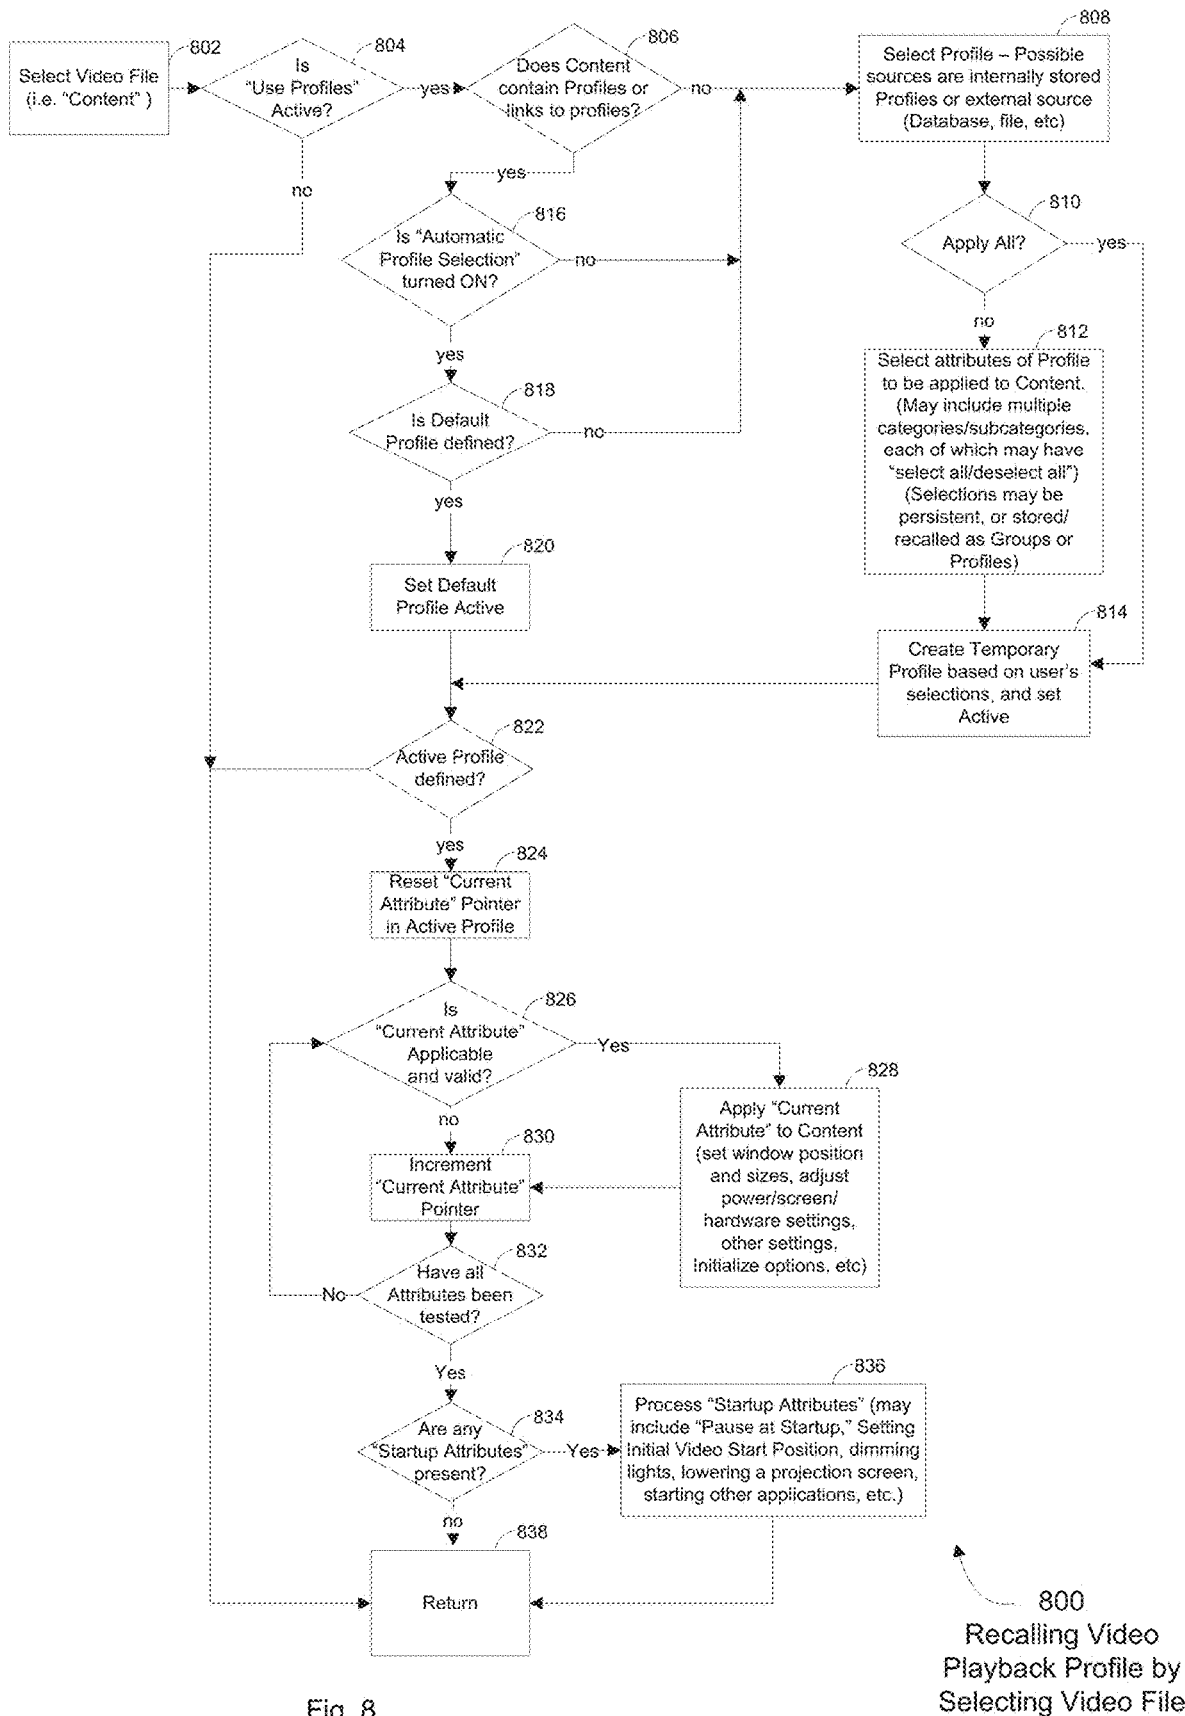 802
Select Video File
(i.e. “Content” )
804
Is
“Use Profiles”
Active?
yes
no
806
Does Content
contain Profiles or
links to profiles?
no
yes
808
Select Profile – Possible
sources are internally stored
Profiles or external source
(Database, file, etc)
810
Apply All?
yes
no
812
Select attributes of Profile
to be applied to Content.
(May include multiple
categories/subcategories,
each of which may have
“select all/deselect all”)
(Selections may be
persistent, or stored/
recalled as Groups or
Profiles)
814
Create Temporary
Profile based on user’s
selections, and set
Active
816
Is “Automatic
Profile Selection”
turned ON?
no
yes
818
Is Default
Profile defined?
no
yes
820
Set Default
Profile Active
822
Active Profile
defined?
yes
824
Reset “Current
Attribute” Pointer
in Active Profile
826
Is
“Current Attribute”
Applicable
and valid?
Yes
no
828
Apply “Current
Attribute” to Content
(set window position
and sizes, adjust
power/screen/
hardware settings,
other settings,
Initialize options, etc)
830
Increment
“Current Attribute”
Pointer
832
Have all
Attributes been
tested?
No
Yes
834
Are any
“Startup Attributes”
present?
Yes
no
836
Process “Startup Attributes” (may
include “Pause at Startup,” Setting
Initial Video Start Position, dimming
lights, lowering a projection screen,
starting other applications, etc.)
838
Return
800
Recalling Video
Playback Profile by
Selecting Video File
Fig. 8